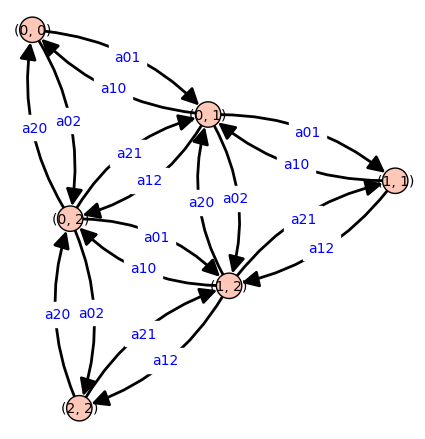 (0, 0)
a01
a10
(0, 1)
a20
a02
a01
a21
a10
a12
(1, 1)
a20
a02
(0, 2)
a21
a01
a12
a10
(1, 2)
a20
a02
a21
a12
(2, 2)